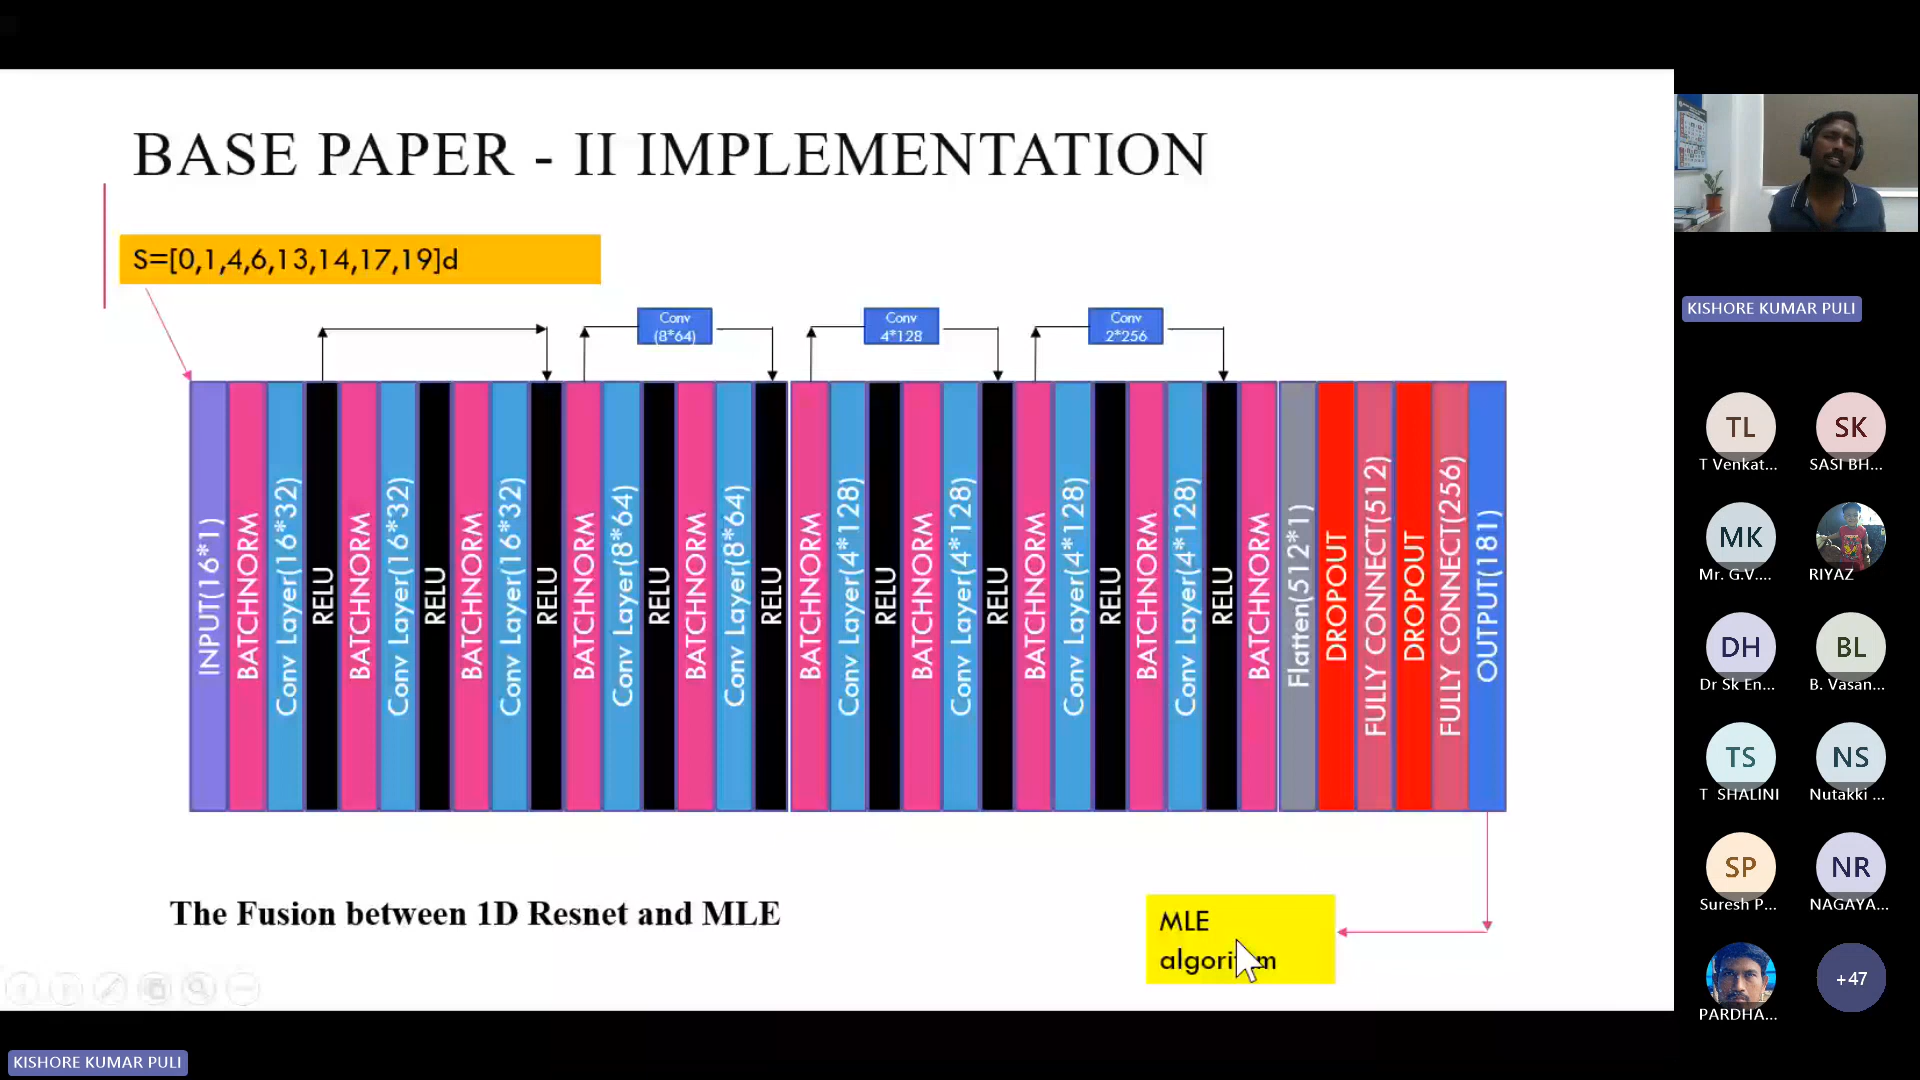 BASE PAPER - II IMPLEMENTATION
S=[0,1,4,6,13,14,17,19]d
Conv
(8*64)
Conv
4*128
Conv
2*256
INPUT(16*1)
BATCHNORM
Conv Layer(16*32)
RELU
BATCHNORM
Conv Layer(16*32)
RELU
BATCHNORM
Conv Layer(16*32)
RELU
BATCHNORM
Conv Layer(8*64)
RELU
BATCHNORM
Conv Layer(8*64)
RELU
BATCHNORM
Conv Layer(4*128)
RELU
BATCHNORM
Conv Layer(4*128)
RELU
BATCHNORM
Conv Layer(4*128)
RELU
BATCHNORM
Conv Layer(4*128)
RELU
BATCHNORM
Flatten(512*1)
DROPOUT
FULLY CONNECT(512)
DROPOUT
FULLY CONNECT(256)
OUTPUT(181)
The Fusion between 1D Resnet and MLE
MLE
algorithm
KISHORE KUMAR PULI
KISHORE KUMAR PULI
TL
T Venkat...
SK
SASI BH...
MK
Mr. G.V....
RIYAZ
DH
Dr Sk En...
BL
B. Vasan...
TS
T SHALINI
NS
Nutakki ...
SP
Suresh P...
NR
NAGAYA...
PARDHA...
+47